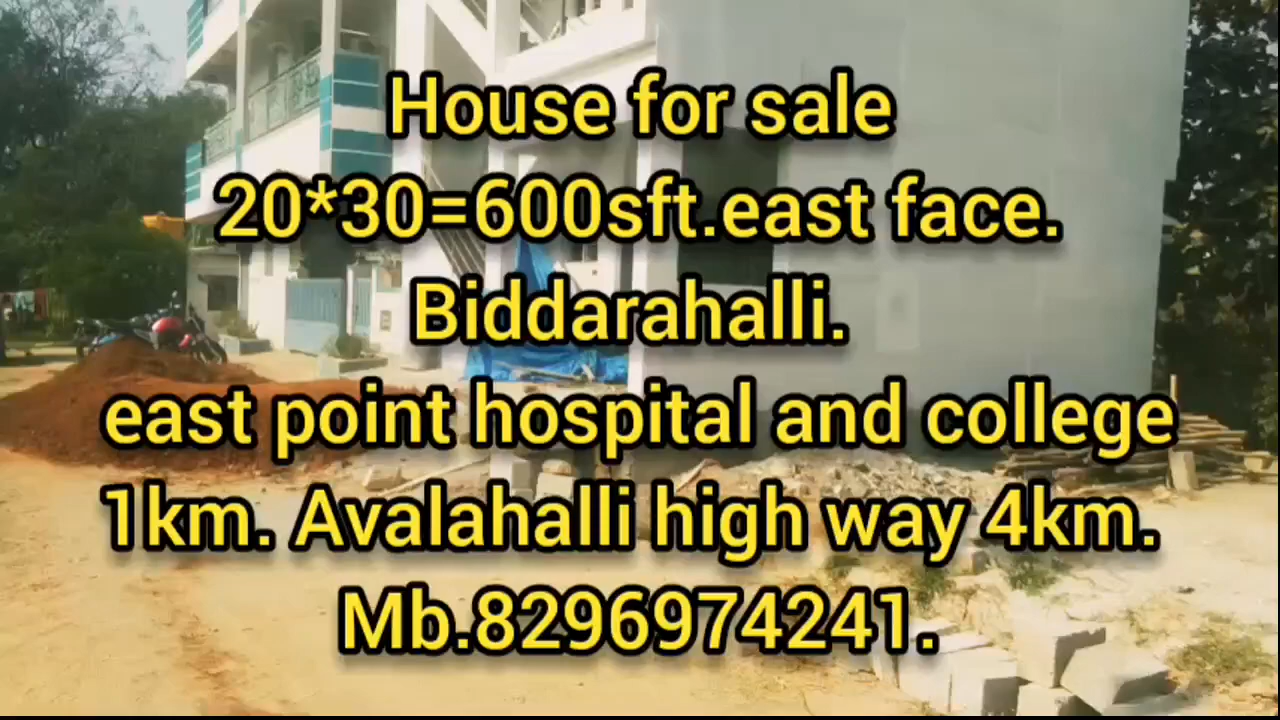 House for sale
20*30=600sft.east face.
Biddarahalli.
east point hospital and college
1km. Avalahalli high way 4km.
Mb.8296974241.